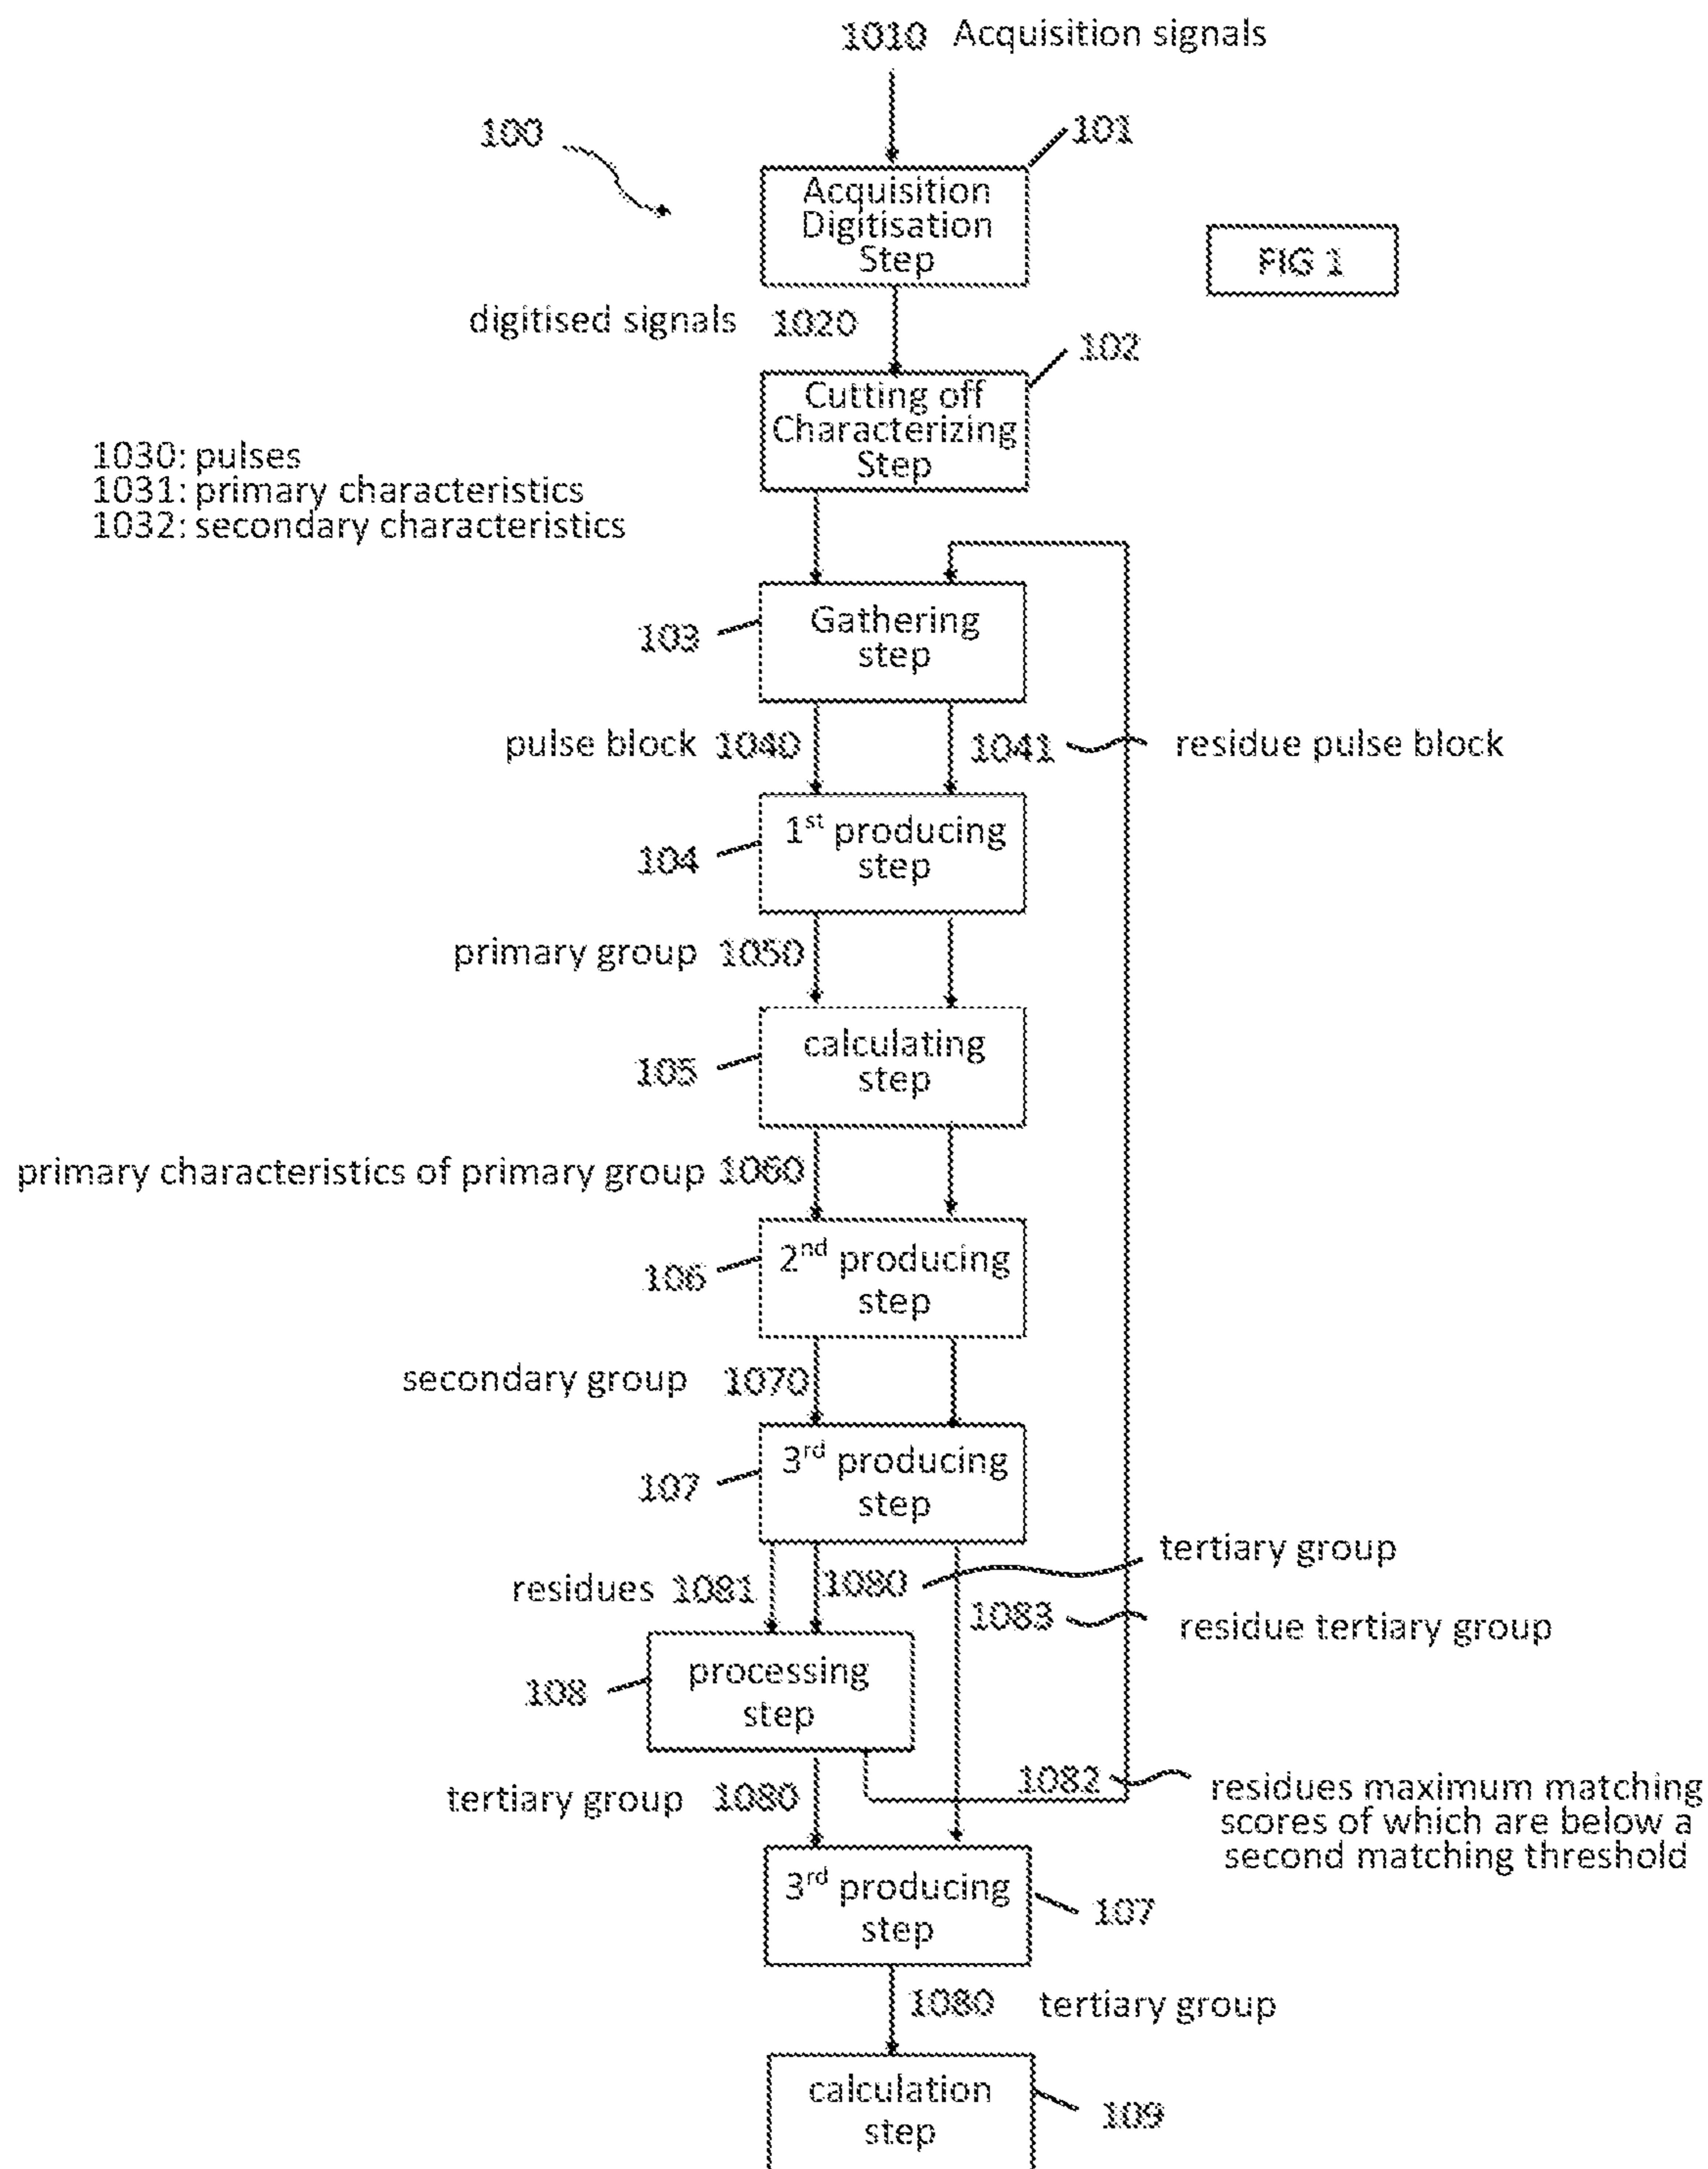 1010 Acquisition signals
100
101
Acquisition
Digitisation
Step
FIG 1
digitised signals 1020
102
Cutting off
Characterizing
Step
1030: pulses
1031: primary characteristics
1032: secondary characteristics
Gathering
step
103
pulse block 1040
1041 residue pulse block
1st producing
step
104
primary group 1050
calculating
step
105
primary characteristics of primary group 1060
2nd producing
step
106
secondary group 1070
3rd producing
step
107
tertiary group
residues 1081
1080
1083
residue tertiary group
processing
step
108
1082
tertiary group 1080
residues maximum matching
scores of which are below a
second matching threshold
3rd producing
step
107
1080 tertiary group
calculation
step
109